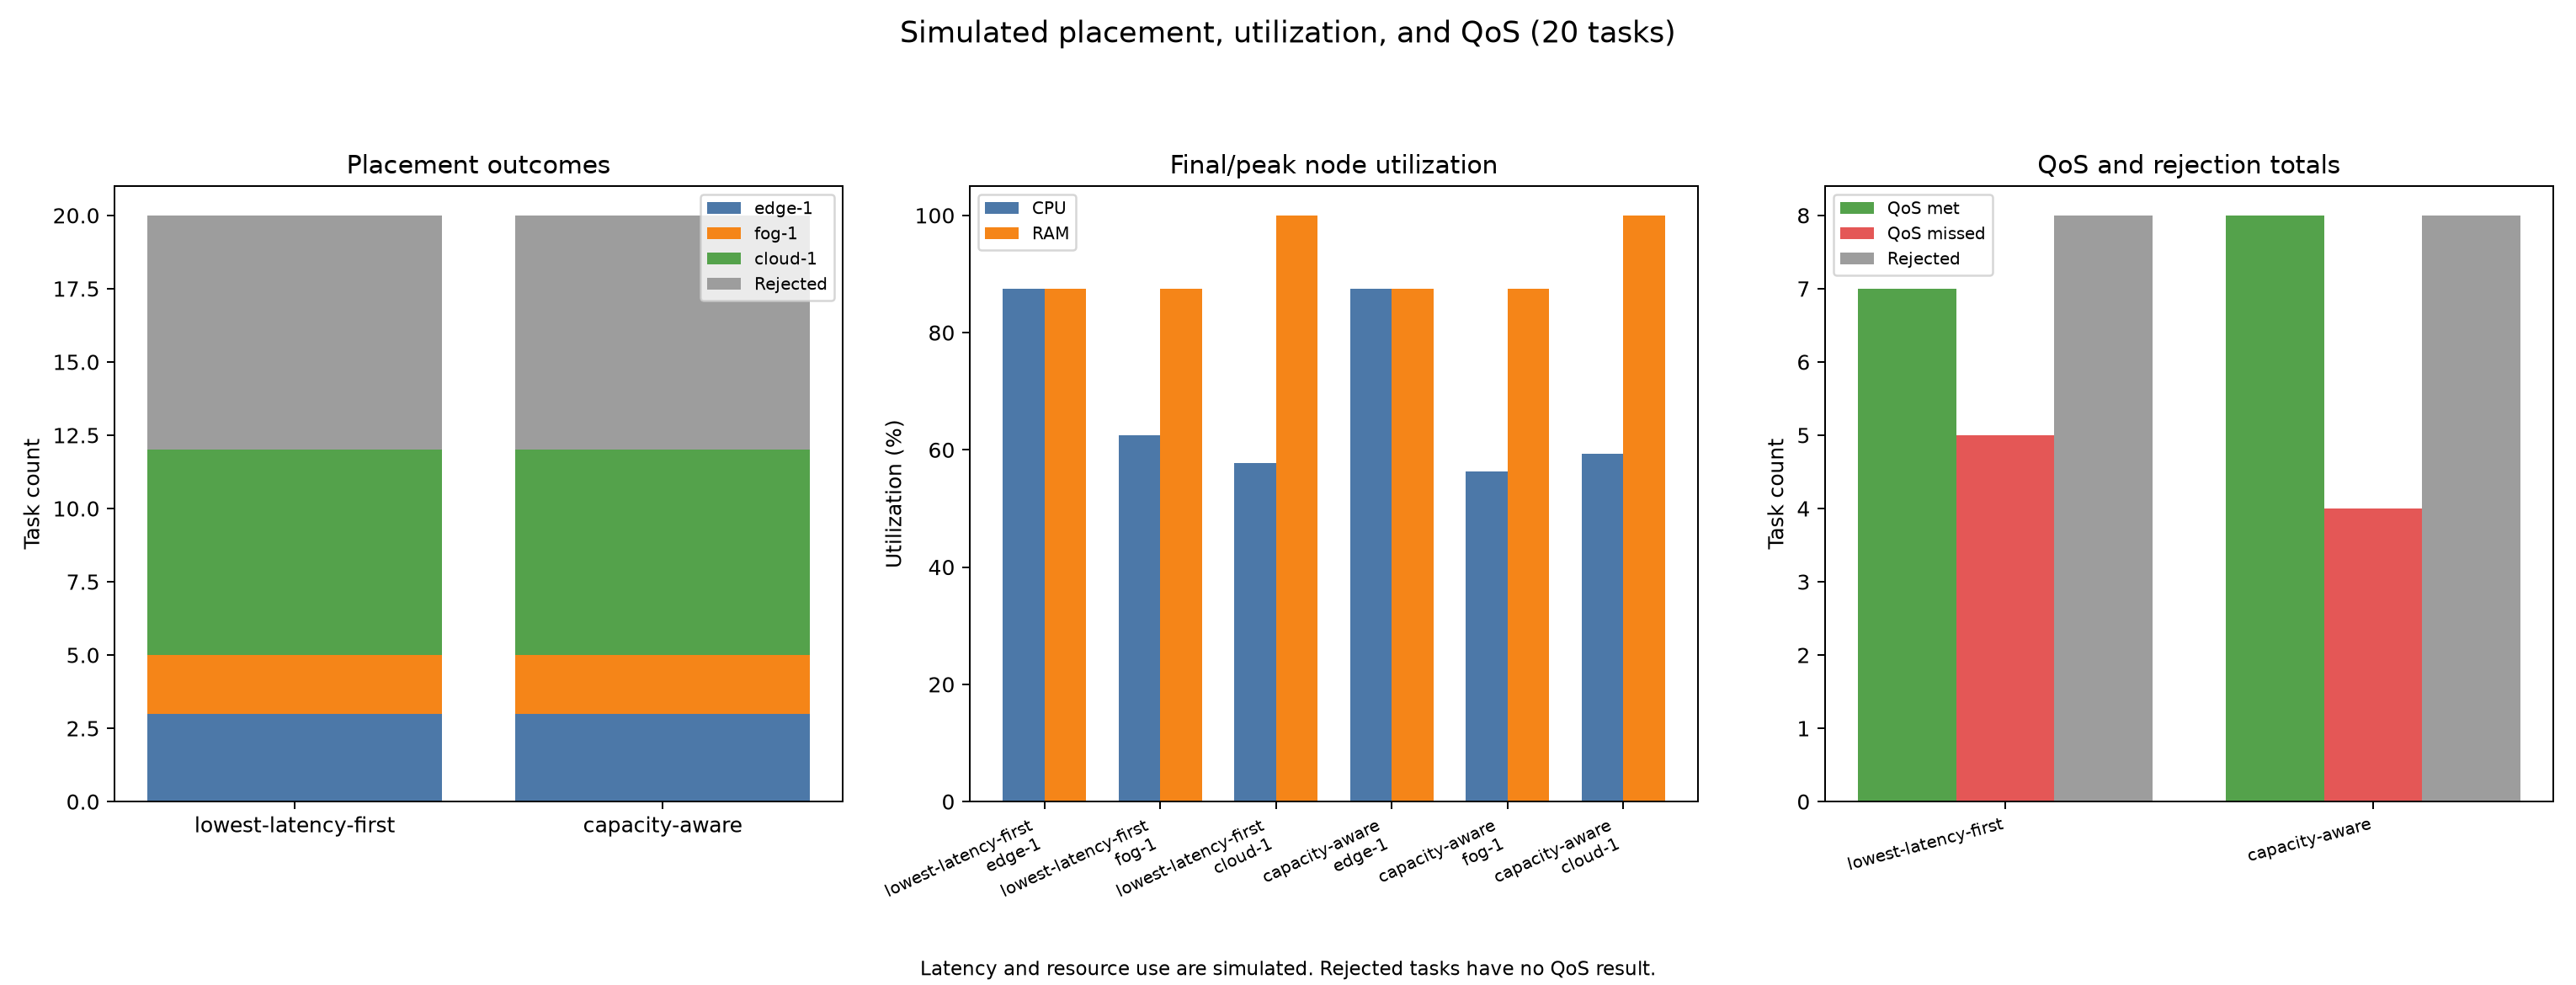 Simulated placement, utilization, and QoS (20 tasks)
Placement outcomes
Task count
20.0
17.5
15.0
12.5
10.0
7.5
5.0
2.5
0.0
edge-1
fog-1
cloud-1
Rejected
lowest-latency-first
capacity-aware
Final/peak node utilization
Utilization (%)
100
80
60
40
20
0
CPU
RAM
lowest-latency-first
edge-1
lowest-latency-first
fog-1
lowest-latency-first
cloud-1
capacity-aware
edge-1
capacity-aware
fog-1
capacity-aware
cloud-1
QoS and rejection totals
Task count
8
7
6
5
4
3
2
1
0
QoS met
QoS missed
Rejected
lowest-latency-first
capacity-aware
Latency and resource use are simulated. Rejected tasks have no QoS result.